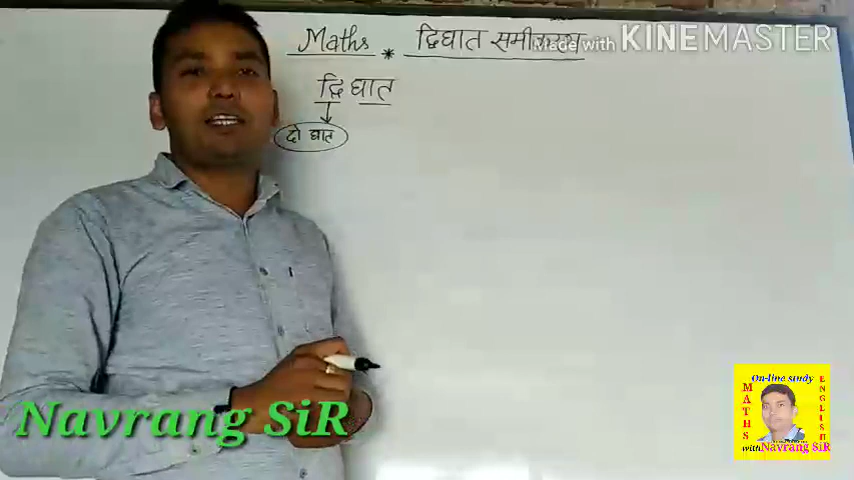 Maths * द्विघात समीकरण
Made with KINEMASTER
द्विघात
दो घात
Navrang SiR
On-line study
MATHS
ENGLISH
with Navrang SiR